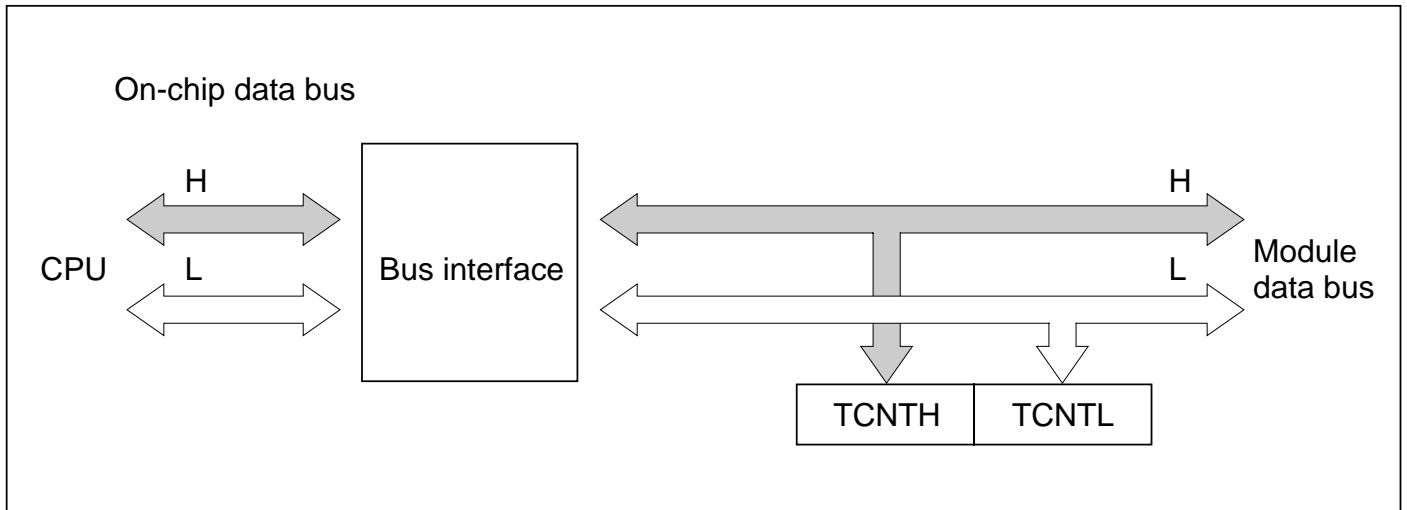 On-chip data bus
H
H
CPU
L
Bus interface
L
Module
data bus
TCNTH
TCNTL